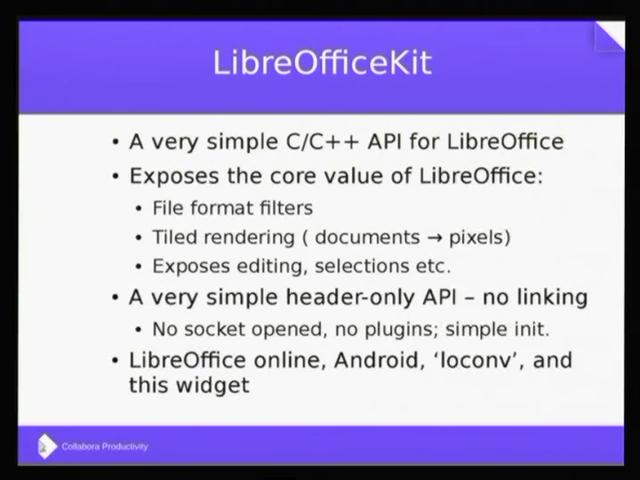 LibreOfficeKit
• A very simple C/C++ API for LibreOffice
• Exposes the core value of LibreOffice:
• File format filters
• Tiled rendering ( documents → pixels)
• Exposes editing, selections etc.
• A very simple header-only API – no linking
• No socket opened, no plugins; simple init.
• LibreOffice online, Android, ‘loconv’, and
this widget
Collabora Productivity